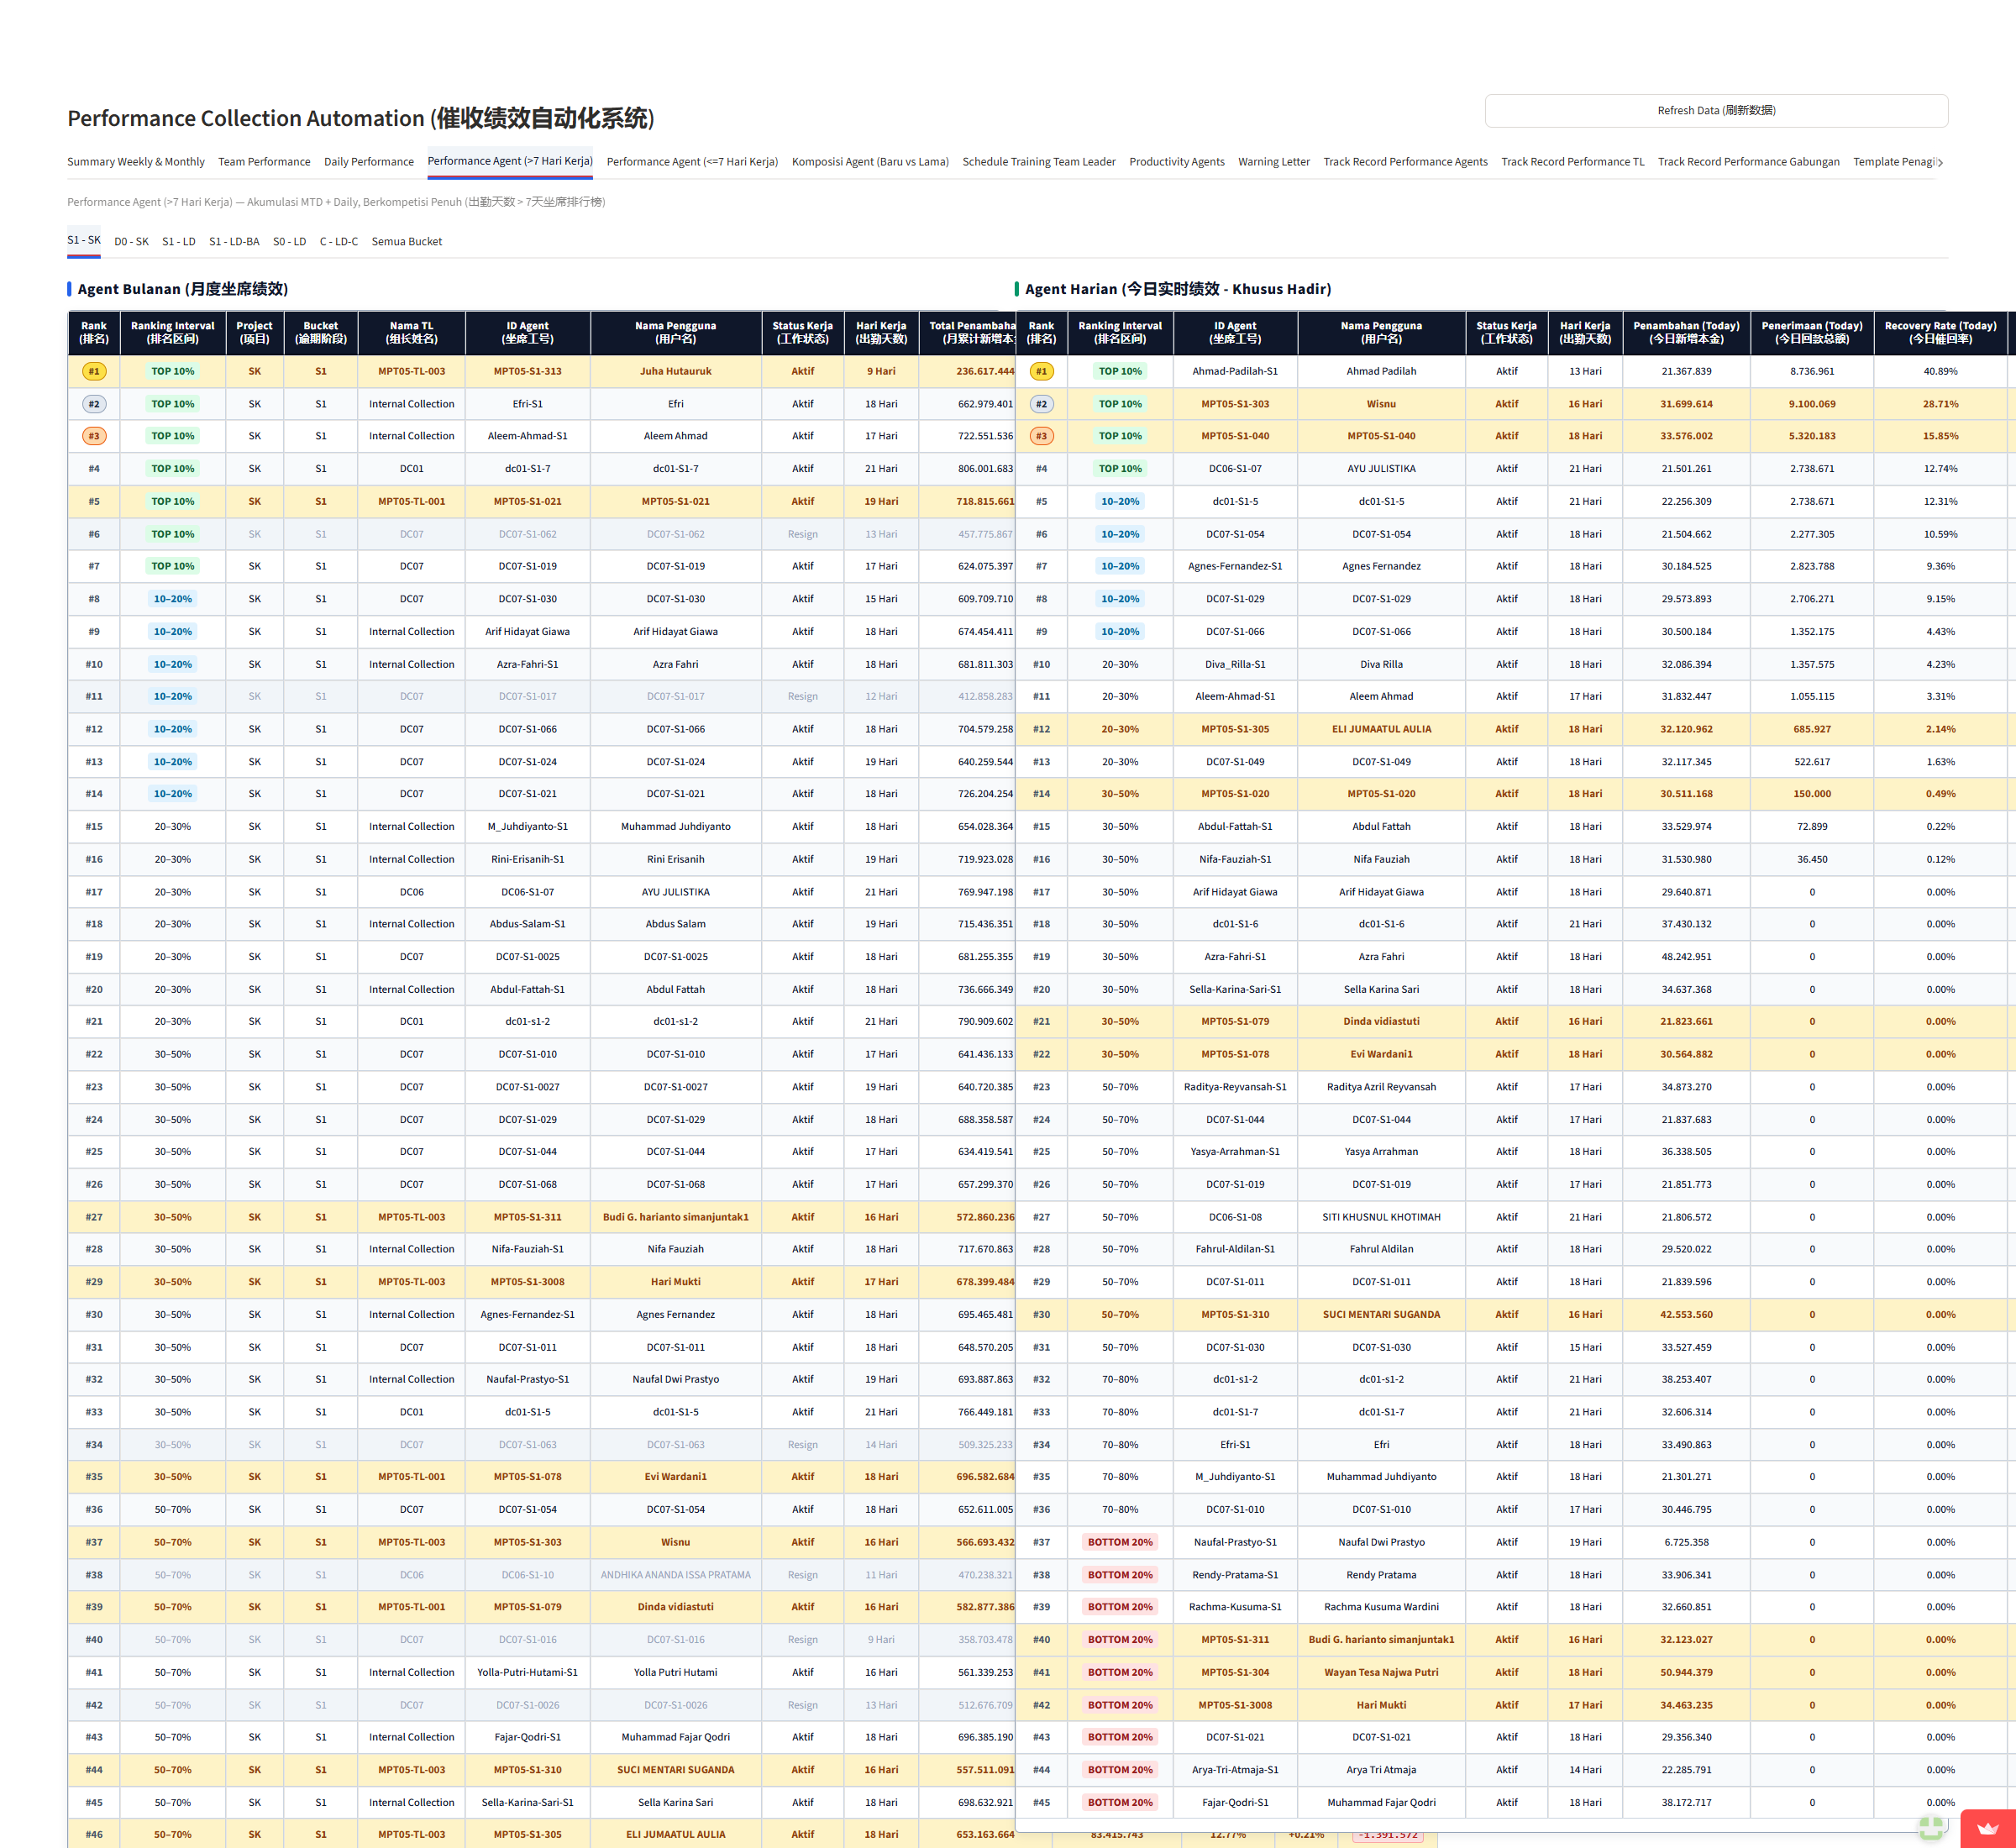 Performance Collection Automation (催收绩效自动化系统)
Refresh Data (刷新数据)
Summary Weekly & Monthly Team Performance Daily Performance Performance Agent (>7 Hari Kerja) Performance Agent (<=7 Hari Kerja) Komposisi Agent (Baru vs Lama) Schedule Training Team Leader Productivity Agents Warning Letter Track Record Performance Agents Track Record Performance TL Track Record Performance Gabungan Template Penagi
Performance Agent (>7 Hari Kerja) — Akumulasi MTD + Daily, Berkompetisi Penuh (出勤天数 > 7天坐席排行榜)
S1 - SK D0 - SK S1 - LD S1 - LD-BA S0 - LD C - LD-C Semua Bucket
Agent Bulanan (月度坐席绩效)
Rank Ranking Interval Project Bucket Nama TL ID Agent Nama Pengguna Status Kerja Hari Kerja Total Penambaha
(排名) (排名区间) (项目) (逾期阶段) (组长姓名) (坐席工号) (用户名) (工作状态) (出勤天数) (月累计新增本
#1 TOP 10% SK S1 MPT05-TL-003 MPT05-S1-313 Juha Hutauruk Aktif 9 Hari 236.617.444
#2 TOP 10% SK S1 Internal Collection Efri-S1 Efri Aktif 18 Hari 662.979.401
#3 TOP 10% SK S1 Internal Collection Aleem-Ahmad-S1 Aleem Ahmad Aktif 17 Hari 722.551.536
#4 TOP 10% SK S1 DC01 dc01-S1-7 dc01-S1-7 Aktif 21 Hari 806.001.683
#5 TOP 10% SK S1 MPT05-TL-001 MPT05-S1-021 MPT05-S1-021 Aktif 19 Hari 718.815.661
#6 TOP 10% SK S1 DC07 DC07-S1-062 DC07-S1-062 Resign 13 Hari 457.775.867
#7 TOP 10% SK S1 DC07 DC07-S1-019 DC07-S1-019 Aktif 17 Hari 624.075.397
#8 10–20% SK S1 DC07 DC07-S1-030 DC07-S1-030 Aktif 15 Hari 609.709.710
#9 10–20% SK S1 Internal Collection Arif Hidayat Giawa Arif Hidayat Giawa Aktif 18 Hari 674.454.411
#10 10–20% SK S1 Internal Collection Azra-Fahri-S1 Azra Fahri Aktif 18 Hari 681.811.303
#11 10–20% SK S1 DC07 DC07-S1-017 DC07-S1-017 Resign 12 Hari 412.858.283
#12 10–20% SK S1 DC07 DC07-S1-066 DC07-S1-066 Aktif 18 Hari 704.579.258
#13 10–20% SK S1 DC07 DC07-S1-024 DC07-S1-024 Aktif 19 Hari 640.259.544
#14 10–20% SK S1 DC07 DC07-S1-021 DC07-S1-021 Aktif 18 Hari 726.204.254
#15 20–30% SK S1 Internal Collection M_Juhdiyanto-S1 Muhammad Juhdiyanto Aktif 18 Hari 654.028.364
#16 20–30% SK S1 Internal Collection Rini-Erisanih-S1 Rini Erisanih Aktif 19 Hari 719.923.028
#17 20–30% SK S1 DC06 DC06-S1-07 AYU JULISTIKA Aktif 21 Hari 769.947.198
#18 20–30% SK S1 Internal Collection Abdus-Salam-S1 Abdus Salam Aktif 19 Hari 715.436.351
#19 20–30% SK S1 DC07 DC07-S1-0025 DC07-S1-0025 Aktif 18 Hari 681.255.355
#20 20–30% SK S1 Internal Collection Abdul-Fattah-S1 Abdul Fattah Aktif 18 Hari 736.666.349
#21 20–30% SK S1 DC01 dc01-s1-2 dc01-s1-2 Aktif 21 Hari 790.909.602
#22 30–50% SK S1 DC07 DC07-S1-010 DC07-S1-010 Aktif 17 Hari 641.436.133
#23 30–50% SK S1 DC07 DC07-S1-0027 DC07-S1-0027 Aktif 19 Hari 640.720.385
#24 30–50% SK S1 DC07 DC07-S1-029 DC07-S1-029 Aktif 18 Hari 688.358.587
#25 30–50% SK S1 DC07 DC07-S1-044 DC07-S1-044 Aktif 17 Hari 634.419.541
#26 30–50% SK S1 DC07 DC07-S1-068 DC07-S1-068 Aktif 17 Hari 657.299.370
#27 30–50% SK S1 MPT05-TL-003 MPT05-S1-311 Budi G. harianto simanjuntak1 Aktif 16 Hari 572.860.236
#28 30–50% SK S1 Internal Collection Nifa-Fauziah-S1 Nifa Fauziah Aktif 18 Hari 717.670.863
#29 30–50% SK S1 MPT05-TL-003 MPT05-S1-3008 Hari Mukti Aktif 17 Hari 678.399.484
#30 30–50% SK S1 Internal Collection Agnes-Fernandez-S1 Agnes Fernandez Aktif 18 Hari 695.465.481
#31 30–50% SK S1 DC07 DC07-S1-011 DC07-S1-011 Aktif 18 Hari 648.570.205
#32 30–50% SK S1 Internal Collection Naufal-Prastyo-S1 Naufal Dwi Prastyo Aktif 19 Hari 693.887.863
#33 30–50% SK S1 DC01 dc01-S1-5 dc01-S1-5 Aktif 21 Hari 766.449.181
#34 30–50% SK S1 DC07 DC07-S1-063 DC07-S1-063 Resign 14 Hari 509.325.233
#35 30–50% SK S1 MPT05-TL-001 MPT05-S1-078 Evi Wardani1 Aktif 18 Hari 696.582.684
#36 50–70% SK S1 DC07 DC07-S1-054 DC07-S1-054 Aktif 18 Hari 652.611.005
#37 50–70% SK S1 MPT05-TL-003 MPT05-S1-303 Wisnu Aktif 16 Hari 566.693.432
#38 50–70% SK S1 DC06 DC06-S1-10 ANDHIKA ANANDA ISSA PRATAMA Resign 11 Hari 470.238.321
#39 50–70% SK S1 MPT05-TL-001 MPT05-S1-079 Dinda vidiastuti Aktif 16 Hari 582.877.386
#40 50–70% SK S1 DC07 DC07-S1-016 DC07-S1-016 Resign 9 Hari 358.703.478
#41 50–70% SK S1 Internal Collection Yolla-Putri-Hutami-S1 Yolla Putri Hutami Aktif 16 Hari 561.339.253
#42 50–70% SK S1 DC07 DC07-S1-0026 DC07-S1-0026 Resign 13 Hari 512.676.709
#43 50–70% SK S1 Internal Collection Fajar-Qodri-S1 Muhammad Fajar Qodri Aktif 18 Hari 696.385.190
#44 50–70% SK S1 MPT05-TL-003 MPT05-S1-310 SUCI MENTARI SUGANDA Aktif 16 Hari 557.511.091
#45 50–70% SK S1 Internal Collection Sella-Karina-Sari-S1 Sella Karina Sari Aktif 18 Hari 698.632.921
#46 50–70% SK S1 MPT05-TL-003 MPT05-S1-305 ELI JUMAATUL AULIA Aktif 18 Hari 653.163.664 83.415.743 12.77% +0.21% -1.391.572
Agent Harian (今日实时绩效 - Khusus Hadir)
Rank Ranking Interval ID Agent Nama Pengguna Status Kerja Hari Kerja Penambahan (Today) Penerimaan (Today) Recovery Rate (Today)
(排名) (排名区间) (坐席工号) (用户名) (工作状态) (出勤天数) (今日新增本金) (今日回款总额) (今日催回率)
#1 TOP 10% Ahmad-Padilah-S1 Ahmad Padilah Aktif 13 Hari 21.367.839 8.736.961 40.89%
#2 TOP 10% MPT05-S1-303 Wisnu Aktif 16 Hari 31.699.614 9.100.069 28.71%
#3 TOP 10% MPT05-S1-040 MPT05-S1-040 Aktif 18 Hari 33.576.002 5.320.183 15.85%
#4 TOP 10% DC06-S1-07 AYU JULISTIKA Aktif 21 Hari 21.501.261 2.738.671 12.74%
#5 10–20% dc01-S1-5 dc01-S1-5 Aktif 21 Hari 22.256.309 2.738.671 12.31%
#6 10–20% DC07-S1-054 DC07-S1-054 Aktif 18 Hari 21.504.662 2.277.305 10.59%
#7 10–20% Agnes-Fernandez-S1 Agnes Fernandez Aktif 18 Hari 30.184.525 2.823.788 9.36%
#8 10–20% DC07-S1-029 DC07-S1-029 Aktif 18 Hari 29.573.893 2.706.271 9.15%
#9 10–20% DC07-S1-066 DC07-S1-066 Aktif 18 Hari 30.500.184 1.352.175 4.43%
#10 20–30% Diva_Rilla-S1 Diva Rilla Aktif 18 Hari 32.086.394 1.357.575 4.23%
#11 20–30% Aleem-Ahmad-S1 Aleem Ahmad Aktif 17 Hari 31.832.447 1.055.115 3.31%
#12 20–30% MPT05-S1-305 ELI JUMAATUL AULIA Aktif 18 Hari 32.120.962 685.927 2.14%
#13 20–30% DC07-S1-049 DC07-S1-049 Aktif 18 Hari 32.117.345 522.617 1.63%
#14 30–50% MPT05-S1-020 MPT05-S1-020 Aktif 18 Hari 30.511.168 150.000 0.49%
#15 30–50% Abdul-Fattah-S1 Abdul Fattah Aktif 18 Hari 33.529.974 72.899 0.22%
#16 30–50% Nifa-Fauziah-S1 Nifa Fauziah Aktif 18 Hari 31.530.980 36.450 0.12%
#17 30–50% Arif Hidayat Giawa Arif Hidayat Giawa Aktif 18 Hari 29.640.871 0 0.00%
#18 30–50% dc01-S1-6 dc01-S1-6 Aktif 21 Hari 37.430.132 0 0.00%
#19 30–50% Azra-Fahri-S1 Azra Fahri Aktif 18 Hari 48.242.951 0 0.00%
#20 30–50% Sella-Karina-Sari-S1 Sella Karina Sari Aktif 18 Hari 34.637.368 0 0.00%
#21 30–50% MPT05-S1-079 Dinda vidiastuti Aktif 16 Hari 21.823.661 0 0.00%
#22 30–50% MPT05-S1-078 Evi Wardani1 Aktif 18 Hari 30.564.882 0 0.00%
#23 50–70% Raditya-Reyvansah-S1 Raditya Azril Reyvansah Aktif 17 Hari 34.873.270 0 0.00%
#24 50–70% DC07-S1-044 DC07-S1-044 Aktif 17 Hari 21.837.683 0 0.00%
#25 50–70% Yasya-Arrahman-S1 Yasya Arrahman Aktif 18 Hari 36.338.505 0 0.00%
#26 50–70% DC07-S1-019 DC07-S1-019 Aktif 17 Hari 21.851.773 0 0.00%
#27 50–70% DC06-S1-08 SITI KHUSNUL KHOTIMAH Aktif 21 Hari 21.806.572 0 0.00%
#28 50–70% Fahrul-Aldilan-S1 Fahrul Aldilan Aktif 18 Hari 29.520.022 0 0.00%
#29 50–70% DC07-S1-011 DC07-S1-011 Aktif 18 Hari 21.839.596 0 0.00%
#30 50–70% MPT05-S1-310 SUCI MENTARI SUGANDA Aktif 16 Hari 42.553.560 0 0.00%
#31 50–70% DC07-S1-030 DC07-S1-030 Aktif 15 Hari 33.527.459 0 0.00%
#32 70–80% dc01-s1-2 dc01-s1-2 Aktif 21 Hari 38.253.407 0 0.00%
#33 70–80% dc01-S1-7 dc01-S1-7 Aktif 21 Hari 32.606.314 0 0.00%
#34 70–80% Efri-S1 Efri Aktif 18 Hari 33.490.863 0 0.00%
#35 70–80% M_Juhdiyanto-S1 Muhammad Juhdiyanto Aktif 18 Hari 21.301.271 0 0.00%
#36 70–80% DC07-S1-010 DC07-S1-010 Aktif 17 Hari 30.446.795 0 0.00%
#37 BOTTOM 20% Naufal-Prastyo-S1 Naufal Dwi Prastyo Aktif 19 Hari 6.725.358 0 0.00%
#38 BOTTOM 20% Rendy-Pratama-S1 Rendy Pratama Aktif 18 Hari 33.906.341 0 0.00%
#39 BOTTOM 20% Rachma-Kusuma-S1 Rachma Kusuma Wardini Aktif 18 Hari 32.660.851 0 0.00%
#40 BOTTOM 20% MPT05-S1-311 Budi G. harianto simanjuntak1 Aktif 16 Hari 32.123.027 0 0.00%
#41 BOTTOM 20% MPT05-S1-304 Wayan Tesa Najwa Putri Aktif 18 Hari 50.944.379 0 0.00%
#42 BOTTOM 20% MPT05-S1-3008 Hari Mukti Aktif 17 Hari 34.463.235 0 0.00%
#43 BOTTOM 20% DC07-S1-021 DC07-S1-021 Aktif 18 Hari 29.356.340 0 0.00%
#44 BOTTOM 20% Arya-Tri-Atmaja-S1 Arya Tri Atmaja Aktif 14 Hari 22.285.791 0 0.00%
#45 BOTTOM 20% Fajar-Qodri-S1 Muhammad Fajar Qodri Aktif 18 Hari 38.172.717 0 0.00%